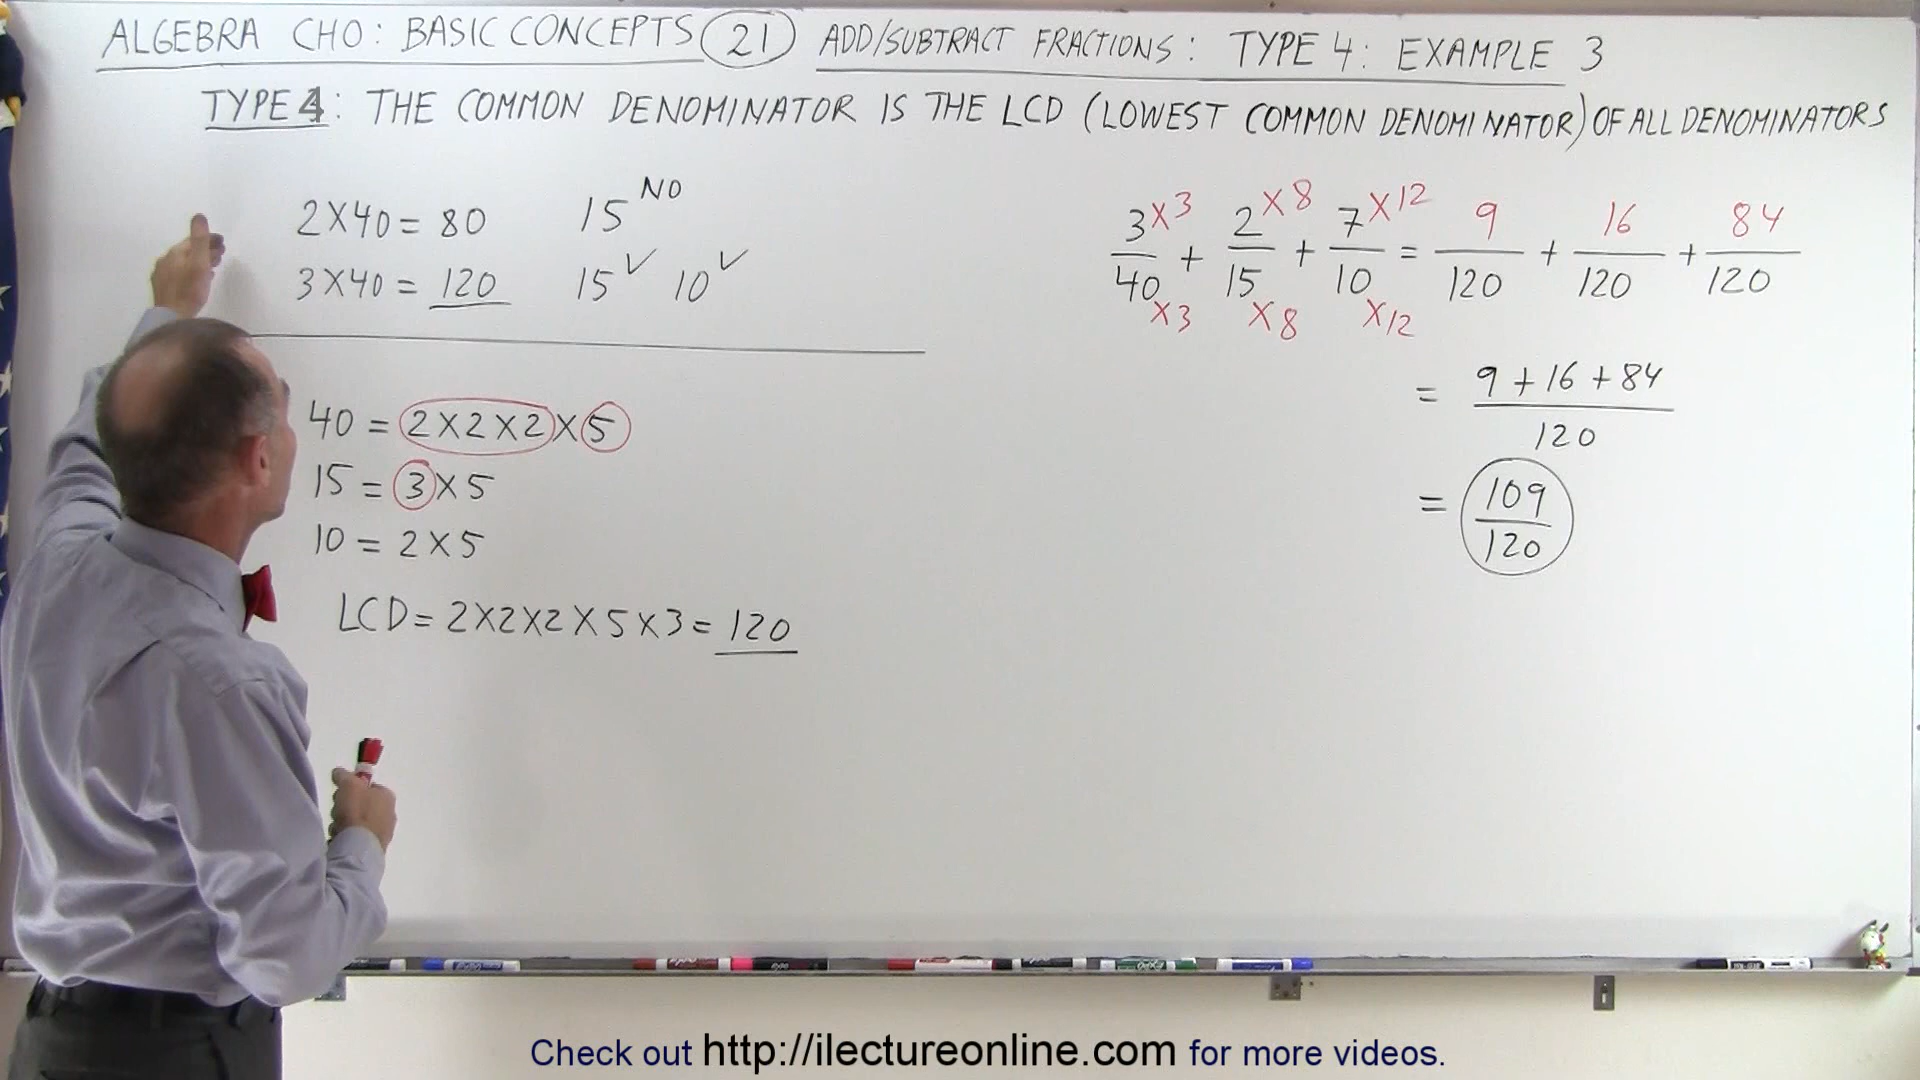 ALGEBRA CH0: BASIC CONCEPTS 21 ADD/SUBTRACT FRACTIONS: TYPE 4: EXAMPLE 3
TYPE 4: THE COMMON DENOMINATOR IS THE LCD (LOWEST COMMON DENOMINATOR) OF ALL DENOMINATORS
2X40 = 80 15 NO
3X40 = 120 15 ✓ 10 ✓
40 = 2X2X2 X 5
15 = 3 X 5
10 = 2 X 5
LCD = 2X2X2 X 5 X 3 = 120
3 X3 2 X8 7 X12 9 16 84
+ + = + +
40 15 10 120 120 120
X3 X8 X12
= 9 + 16 + 84
120
= 109
120
Check out http://ilectureonline.com for more videos.